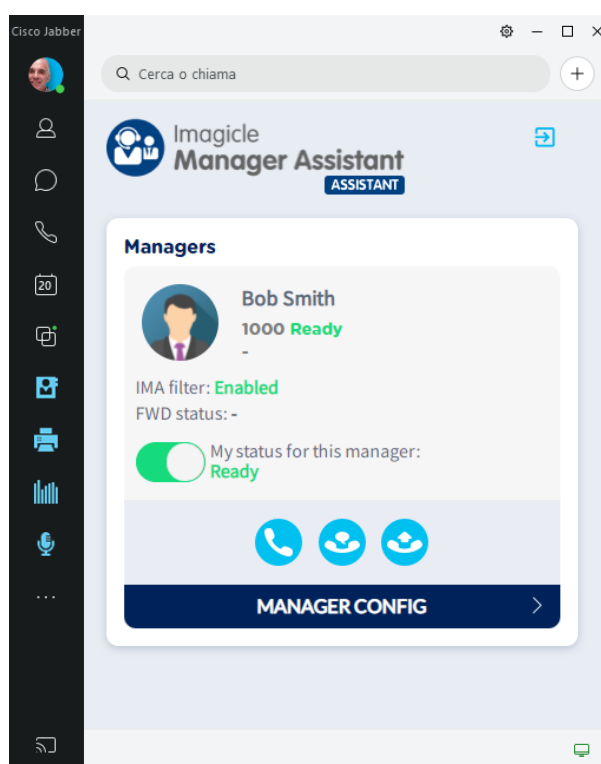 Cisco Jabber
Cerca o chiama
Imagicle
Manager Assistant
ASSISTANT
Managers
Bob Smith
1000 Ready
-
IMA filter: Enabled
FWD status: -
My status for this manager:
Ready
MANAGER CONFIG
20